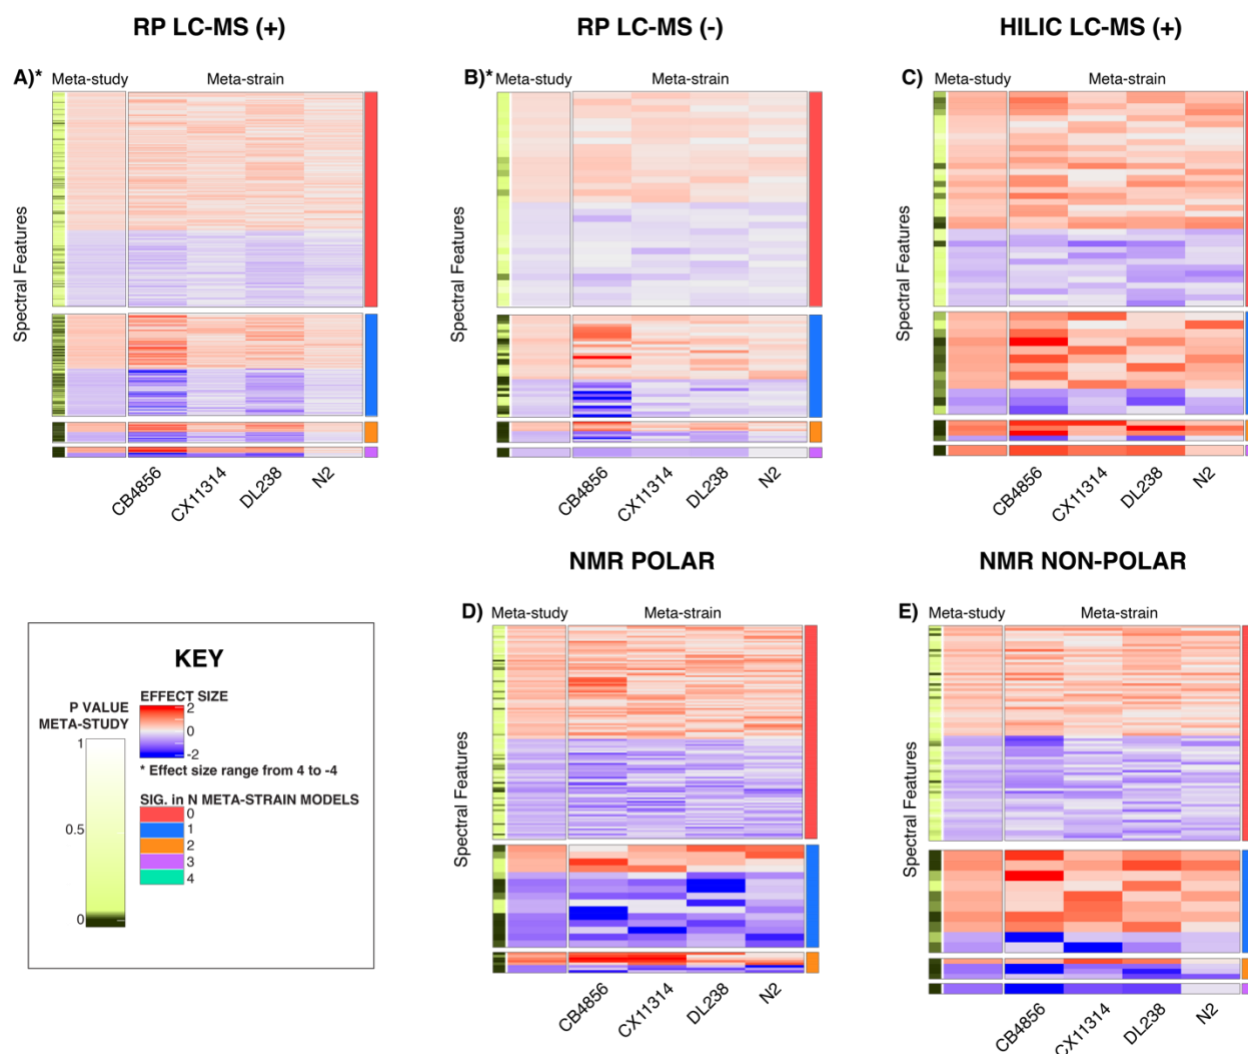 RP LC-MS (+)
RP LC-MS (-)
HILIC LC-MS (+)
A)* Meta-study Meta-strain
B)* Meta-study Meta-strain
C) Meta-study Meta-strain
Spectral Features
Spectral Features
Spectral Features
CB4856 CX11314 DL238 N2
CB4856 CX11314 DL238 N2
CB4856 CX11314 DL238 N2
NMR POLAR
NMR NON-POLAR
D) Meta-study Meta-strain
E) Meta-study Meta-strain
Spectral Features
Spectral Features
CB4856 CX11314 DL238 N2
CB4856 CX11314 DL238 N2
KEY
P VALUE
META-STUDY
1
0.5
0
EFFECT SIZE
2
0
-2
* Effect size range from 4 to -4
SIG. in N META-STRAIN MODELS
0
1
2
3
4